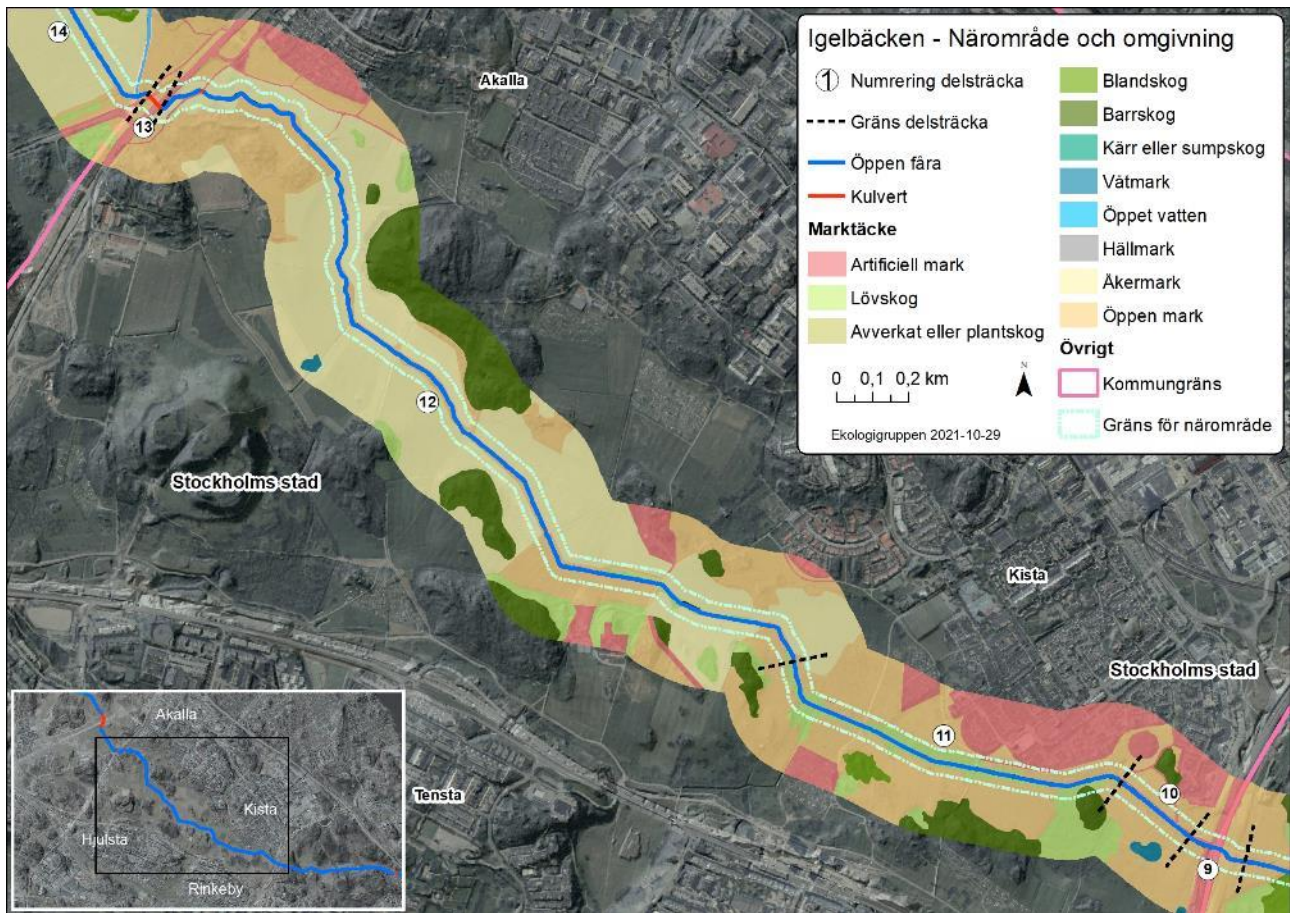 14
13
Akalla
12
Stockholms stad
Kista
Stockholms stad
11
10
9
Tensta
Igelbäcken - Närområde och omgivning
1 Numrering delsträcka
Gräns delsträcka
Öppen fåra
Kulvert
Marktäcke
Artificiell mark
Lövskog
Avverkat eller plantskog
0 0,1 0,2 km
N
Ekologigruppen 2021-10-29
Blandskog
Barrskog
Kärr eller sumpskog
Våtmark
Öppet vatten
Hällmark
Åkermark
Öppen mark
Övrigt
Kommungräns
Gräns för närområde
Akalla
Kista
Hjulsta
Rinkeby